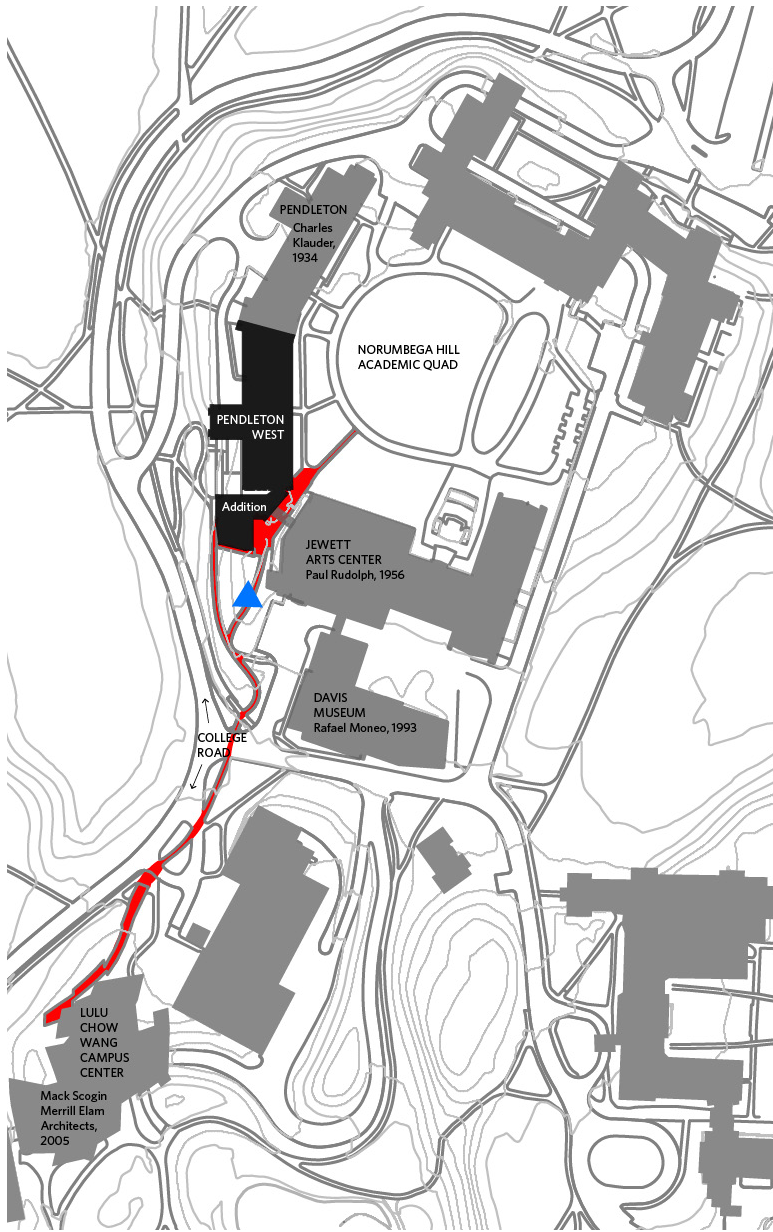 PENDLETON
Charles
Klauder,
1934
NORUMBEGA HILL
ACADEMIC QUAD
PENDLETON
WEST
Addition
JEWETT
ARTS CENTER
Paul Rudolph, 1956
DAVIS
MUSEUM
Rafael Moneo, 1993
COLLEGE
ROAD
LULU
CHOW
WANG
CAMPUS
CENTER
Mack Scogin
Merrill Elam
Architects,
2005